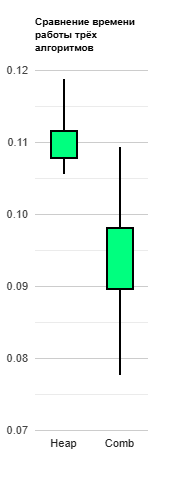 Сравнение времени
работы трёх
алгоритмов
0.12
0.11
0.10
0.09
0.08
0.07
Heap
Comb